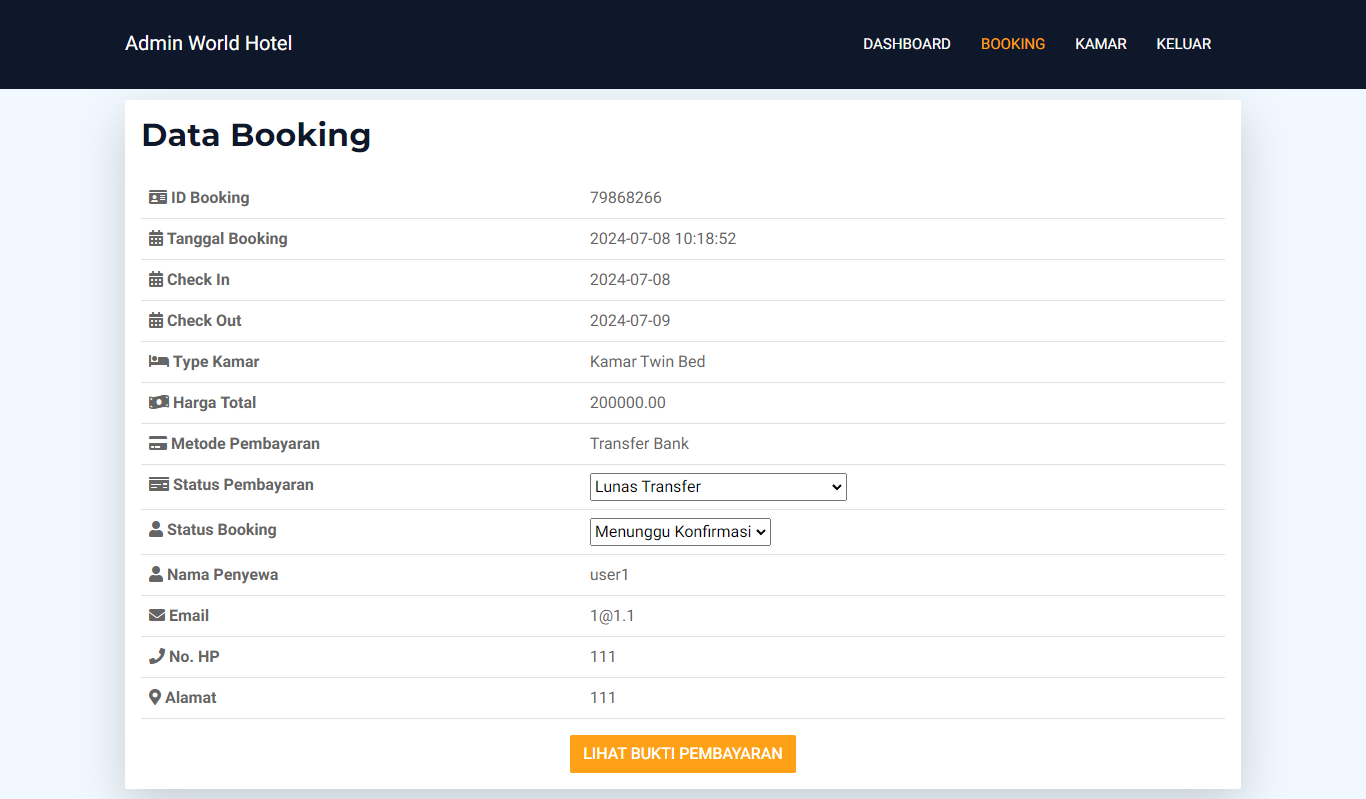 Admin World Hotel DASHBOARD BOOKING KAMAR KELUAR
Data Booking
ID Booking 79868266
Tanggal Booking 2024-07-08 10:18:52
Check In 2024-07-08
Check Out 2024-07-09
Type Kamar Kamar Twin Bed
Harga Total 200000.00
Metode Pembayaran Transfer Bank
Status Pembayaran Lunas Transfer
Status Booking Menunggu Konfirmasi
Nama Penyewa user1
Email 1@1.1
No. HP 111
Alamat 111
LIHAT BUKTI PEMBAYARAN